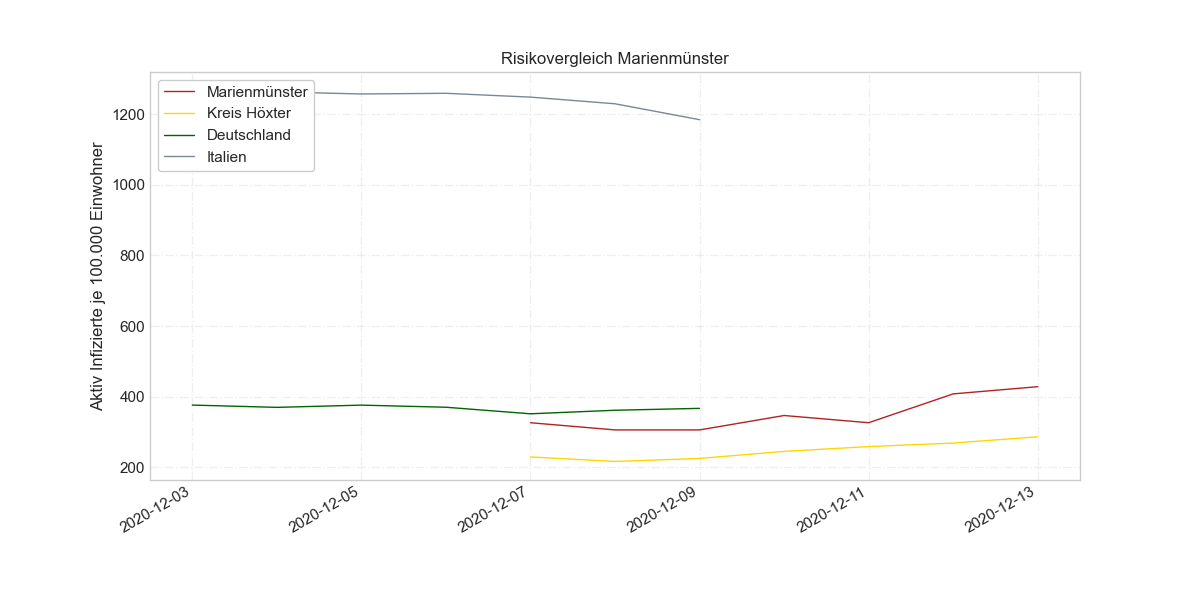 Risikovergleich Marienmünster
Marienmünster
Kreis Höxter
Deutschland
Italien
Aktiv Infizierte je 100.000 Einwohner
1200
1000
800
600
400
200
2020-12-03
2020-12-05
2020-12-07
2020-12-09
2020-12-11
2020-12-13